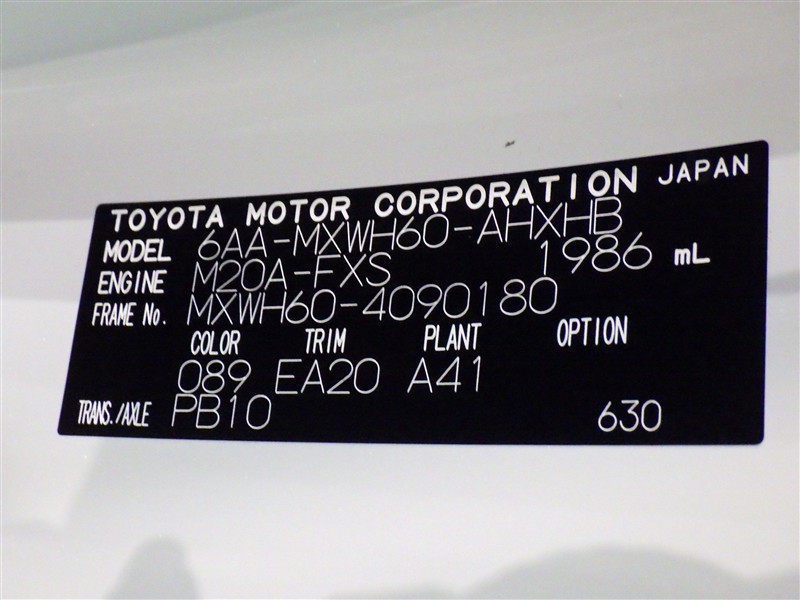 TOYOTA MOTOR CORPORATION JAPAN
MODEL 6AA-MXWH60-AHXHB
ENGINE M20A-FXS 1986 mL
FRAME No. MXWH60-4090180
COLOR TRIM PLANT OPTION
089 EA20 A41
TRANS./AXLE PB10 630